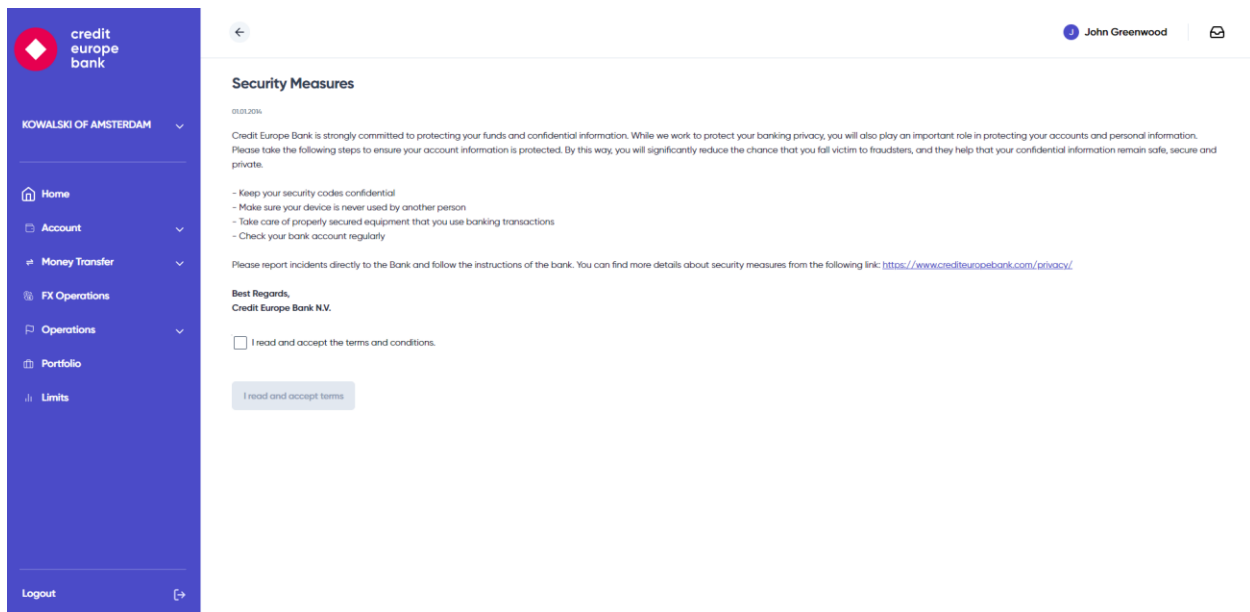 credit
europe
bank
KOWALSKI OF AMSTERDAM
Home
Account
Money Transfer
FX Operations
Operations
Portfolio
Limits
Logout
J John Greenwood
Security Measures
01.01.2014
Credit Europe Bank is strongly committed to protecting your funds and confidential information. While we work to protect your banking privacy, you will also play an important role in protecting your accounts and personal information.
Please take the following steps to ensure your account information is protected. By this way, you will significantly reduce the chance that you fall victim to fraudsters, and they help that your confidential information remain safe, secure and
private.
- Keep your security codes confidential
- Make sure your device is never used by another person
- Take care of properly secured equipment that you use banking transactions
- Check your bank account regularly
Please report incidents directly to the Bank and follow the instructions of the bank. You can find more details about security measures from the following link: https://www.crediteuropebank.com/privacy/
Best Regards,
Credit Europe Bank N.V.
I read and accept the terms and conditions.
I read and accept terms